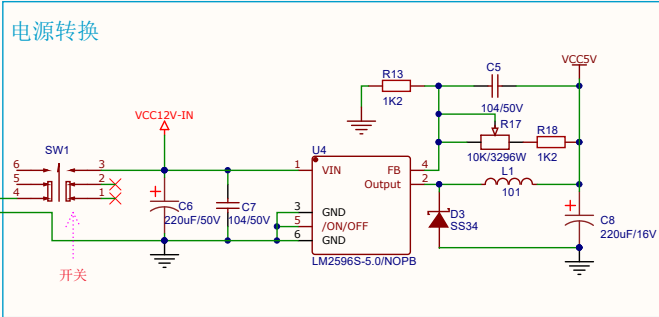 电源转换
VCC5V
C5
R13
1K2
104/50V
VCC12V-IN
R17
R18
10K/3296W
1K2
SW1
U4
6
3
1
VIN
FB
4
L1
5
2
Output
2
101
4
1
C6
220uF/50V
C7
104/50V
3
GND
D3
SS34
5
/ON/OFF
C8
220uF/16V
6
GND
LM2596S-5.0/NOPB
开关